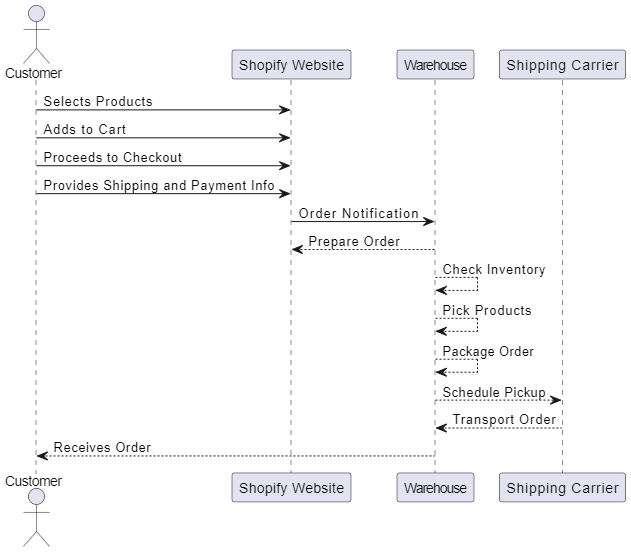 Customer
Shopify Website
Warehouse
Shipping Carrier
Selects Products
Adds to Cart
Proceeds to Checkout
Provides Shipping and Payment Info
Order Notification
Prepare Order
Check Inventory
Pick Products
Package Order
Schedule Pickup
Transport Order
Receives Order
Customer
Shopify Website
Warehouse
Shipping Carrier